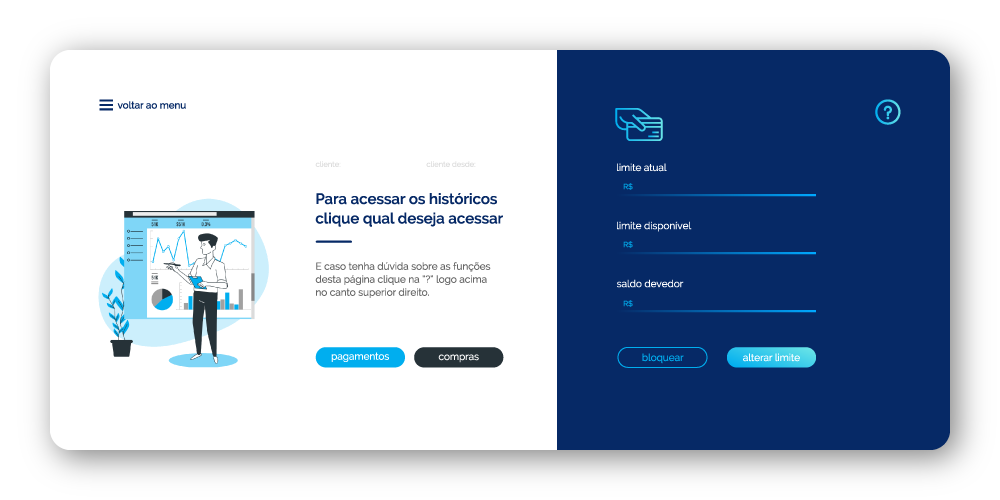 voltar ao menu
cliente:
cliente desde:
Para acessar os históricos
clique qual deseja acessar
E caso tenha dúvida sobre as funções
desta página clique na "?" logo acima
no canto superior direito.
pagamentos
compras
?
limite atual
R$
limite disponível
R$
saldo devedor
R$
bloquear
alterar limite